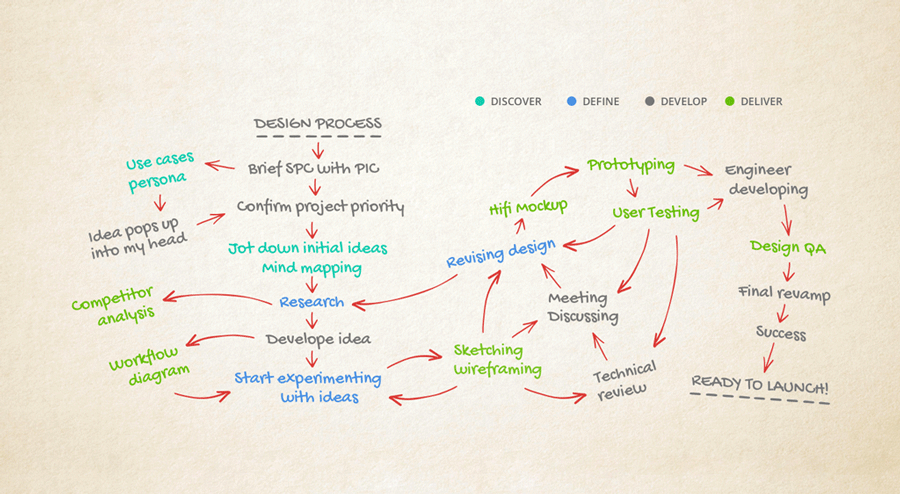 DISCOVER
DEFINE
DEVELOP
DELIVER
DESIGN PROCESS
Brief SPC with PIC
Use cases
persona
Idea pops up
into my head
Confirm project priority
Jot down initial ideas
Mind mapping
Research
Competitor
analysis
Develope idea
Workflow
diagram
Start experimenting
with ideas
Sketching
wireframing
Technical
review
Meeting
Discussing
Revising design
Hifi Mockup
Prototyping
User Testing
Engineer
developing
Design QA
Final revamp
Success
READY TO LAUNCH!